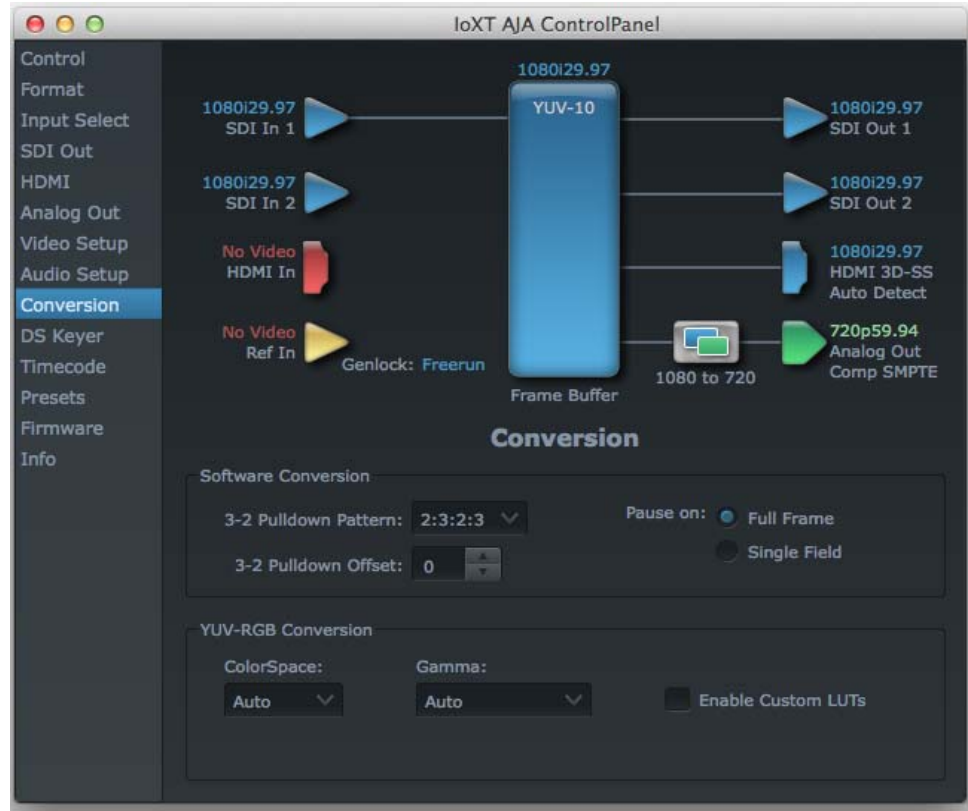 IoXT AJA ControlPanel
Control
Format
Input Select
SDI Out
HDMI
Analog Out
Video Setup
Audio Setup
Conversion
DS Keyer
Timecode
Presets
Firmware
Info
1080i29.97
YUV-10
1080i29.97
SDI In 1
1080i29.97
SDI In 2
No Video
HDMI In
No Video
Ref In
Genlock: Freerun
Frame Buffer
1080i29.97
SDI Out 1
1080i29.97
SDI Out 2
1080i29.97
HDMI 3D-SS
Auto Detect
1080 to 720
720p59.94
Analog Out
Comp SMPTE
Conversion
Software Conversion
3-2 Pulldown Pattern: 2:3:2:3
3-2 Pulldown Offset: 0
Pause on: Full Frame
Single Field
YUV-RGB Conversion
ColorSpace:
Auto
Gamma:
Auto
Enable Custom LUTs